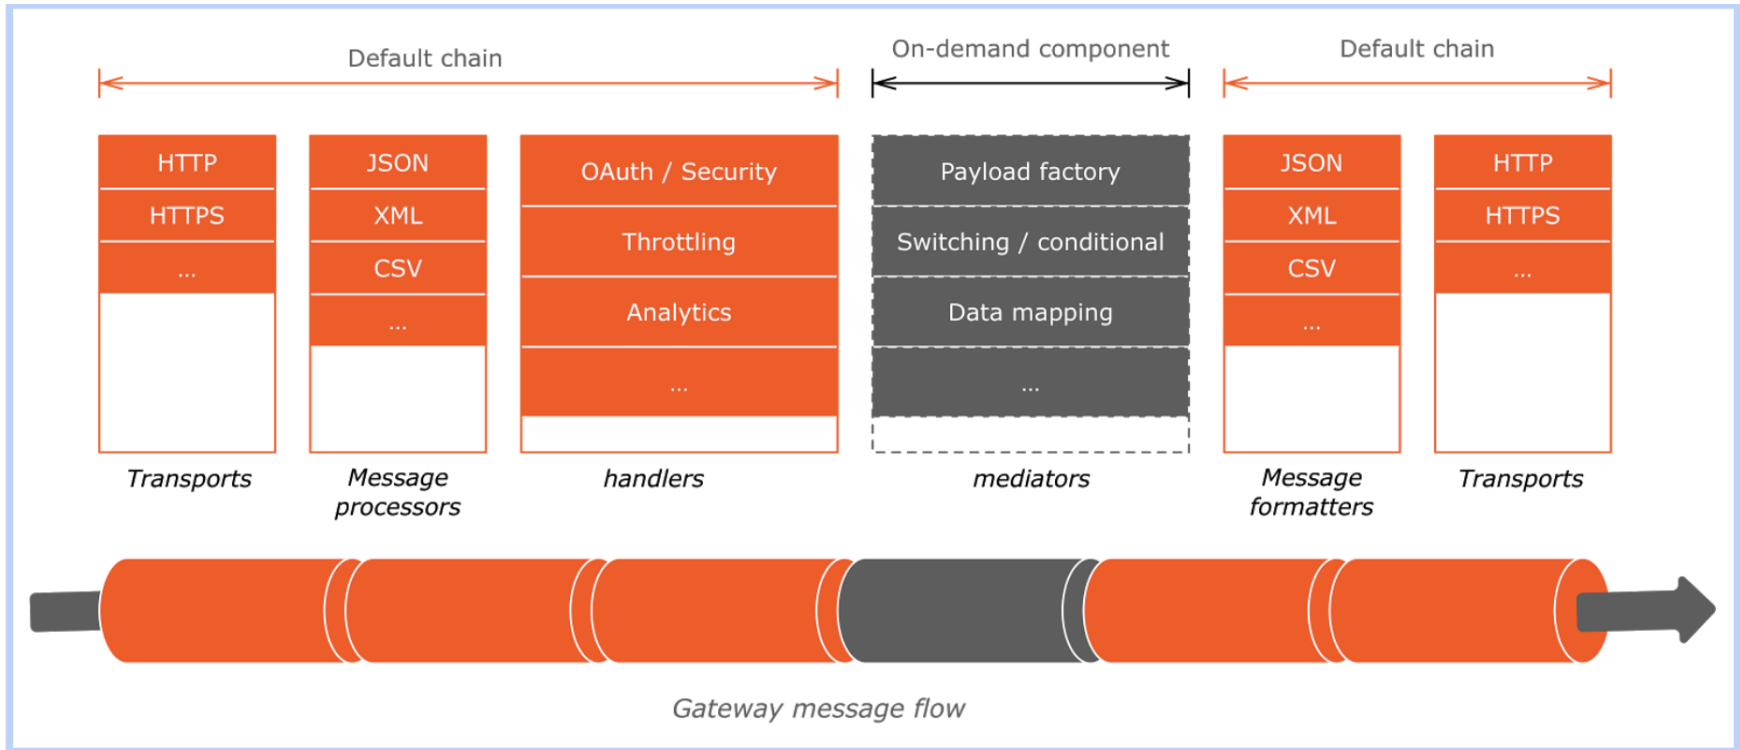 Default chain
On-demand component
Default chain
HTTP
HTTPS
...
Transports
JSON
XML
CSV
...
Message
processors
OAuth / Security
Throttling
Analytics
...
handlers
Payload factory
Switching / conditional
Data mapping
...
mediators
JSON
XML
CSV
...
Message
formatters
HTTP
HTTPS
...
Transports
Gateway message flow